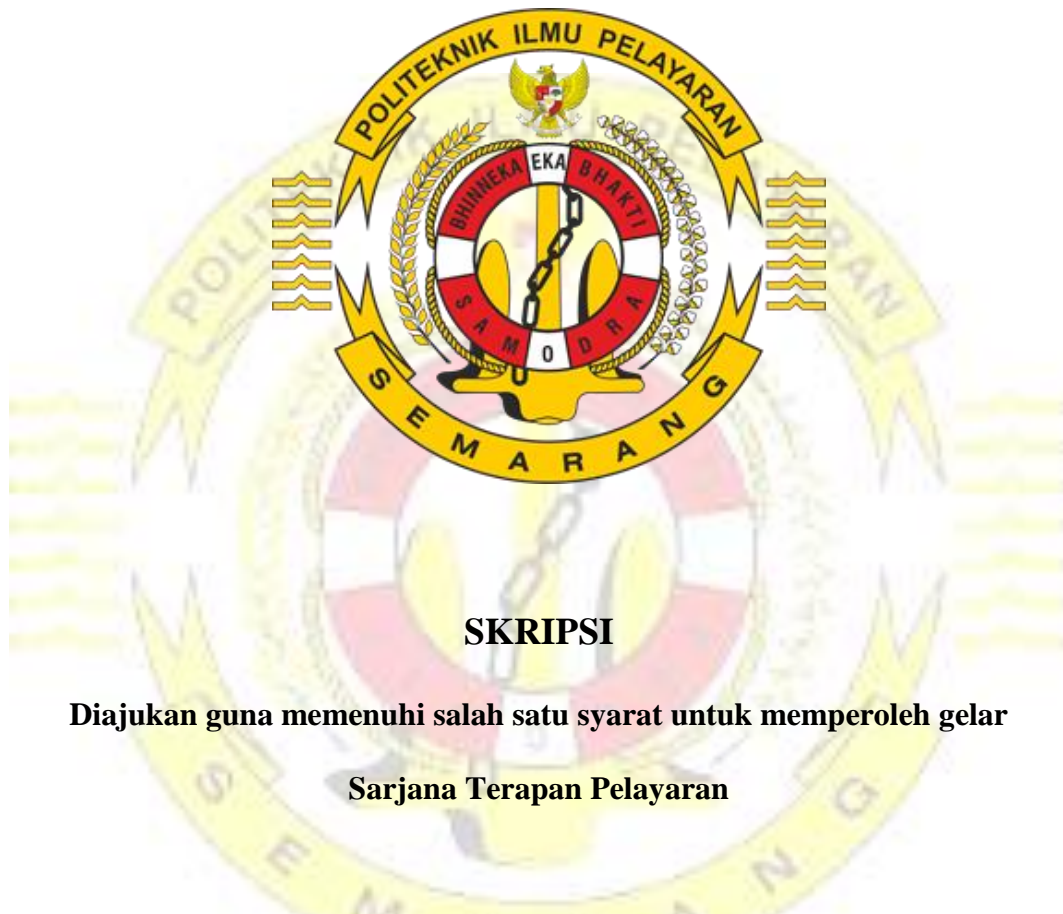 POLITEKNIK ILMU PELAYARAN
BHINNEKA EKA BHAKTI
SAMODRA
SEMARANG
SKRIPSI
Diajukan guna memenuhi salah satu syarat untuk memperoleh gelar
Sarjana Terapan Pelayaran